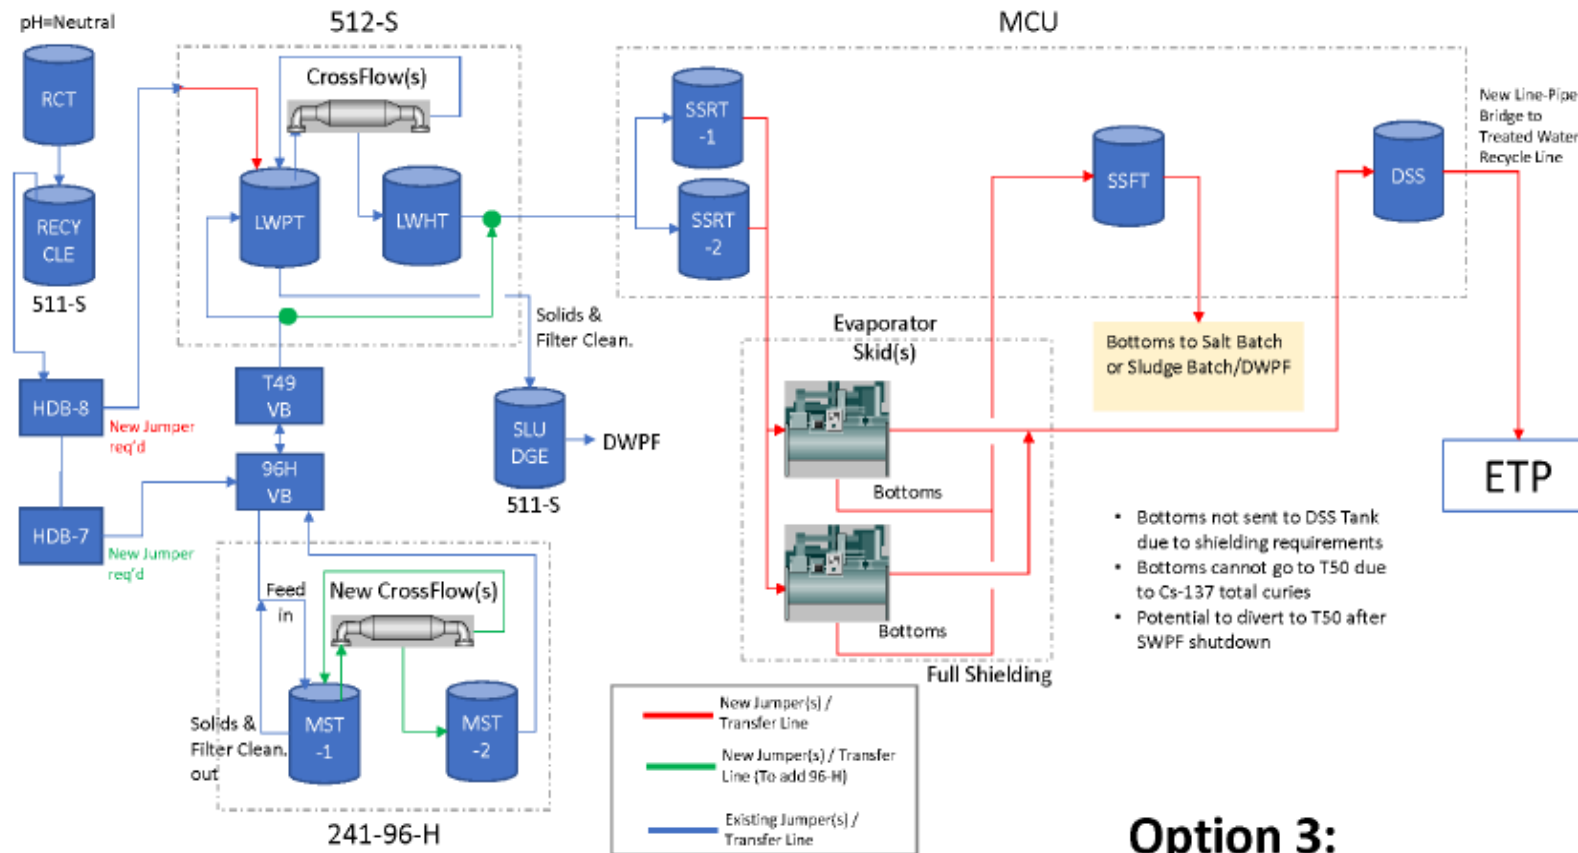 pH=Neutral
512-S
MCU
RCT
CrossFlow(s)
SSRT
-1
New Line-Pipe
Bridge to
Treated Water
Recycle Line
SSFT
DSS
RECY
CLE
LWPT
LWHT
SSRT
-2
511-S
Solids &
Filter Clean.
Evaporator
Skid(s)
Bottoms to Salt Batch
or Sludge Batch/DWPF
HDB-8
New Jumper
req'd
T49
VB
SLU
DGE
DWPF
511-S
96H
VB
HDB-7
New Jumper
req'd
Bottoms
ETP
• Bottoms not sent to DSS Tank
due to shielding requirements
• Bottoms cannot go to T50 due
to Cs-137 total curies
• Potential to divert to T50 after
SWPF shutdown
Feed
in
New CrossFlow(s)
Bottoms
Full Shielding
Solids &
Filter Clean.
out
MST
-1
MST
-2
241-96-H
New Jumper(s) /
Transfer Line
New Jumper(s) / Transfer
Line (To add 96-H)
Existing Jumper(s) /
Transfer Line
Option 3: